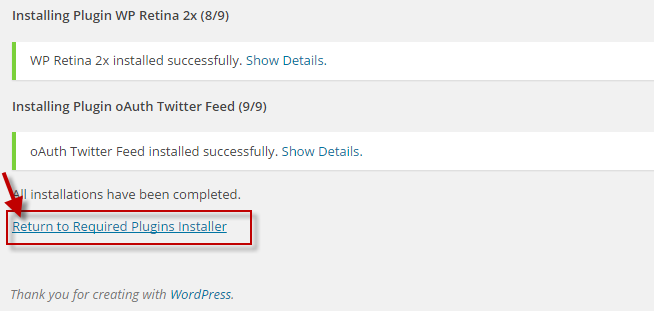 Installing Plugin WP Retina 2x (8/9)
WP Retina 2x installed successfully. Show Details.
Installing Plugin oAuth Twitter Feed (9/9)
oAuth Twitter Feed installed successfully. Show Details.
All installations have been completed.
Return to Required Plugins Installer
Thank you for creating with WordPress.